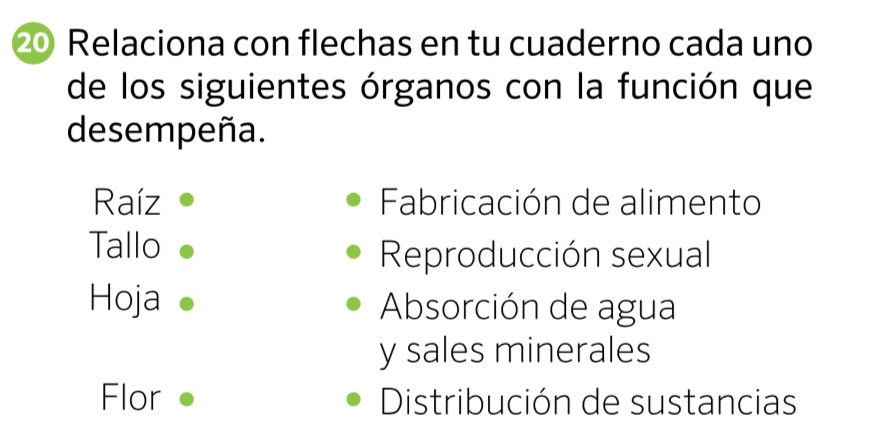 20 Relaciona con flechas en tu cuaderno cada uno
de los siguientes órganos con la función que
desempeña.
Raíz • • Fabricación de alimento
Tallo • • Reproducción sexual
Hoja • • Absorción de agua
y sales minerales
Flor • • Distribución de sustancias